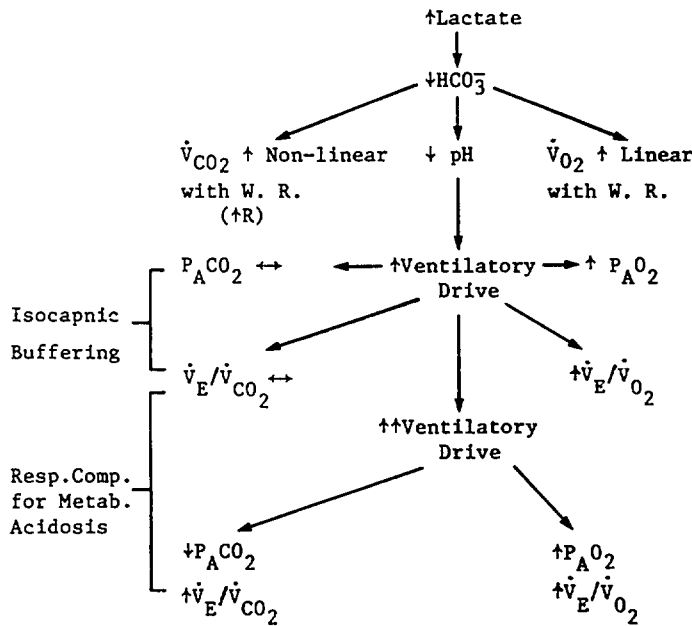 ↑Lactate
↓HCO₃⁻
V̇CO₂ ↑ Non-linear
with W. R.
(↑R)
↓ pH
V̇O₂ ↑ Linear
with W. R.
PACO₂ ↔
↑Ventilatory
Drive
↑ PAO₂
Isocapnic
Buffering
V̇E/V̇CO₂↔
↑V̇E/V̇O₂
↑↑Ventilatory
Drive
Resp.Comp.
for Metab.
Acidosis
↓PACO₂
↑V̇E/V̇CO₂
↑PAO₂
↑V̇E/V̇O₂